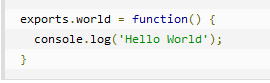 exports.world = function() {
  console.log('Hello World');
}